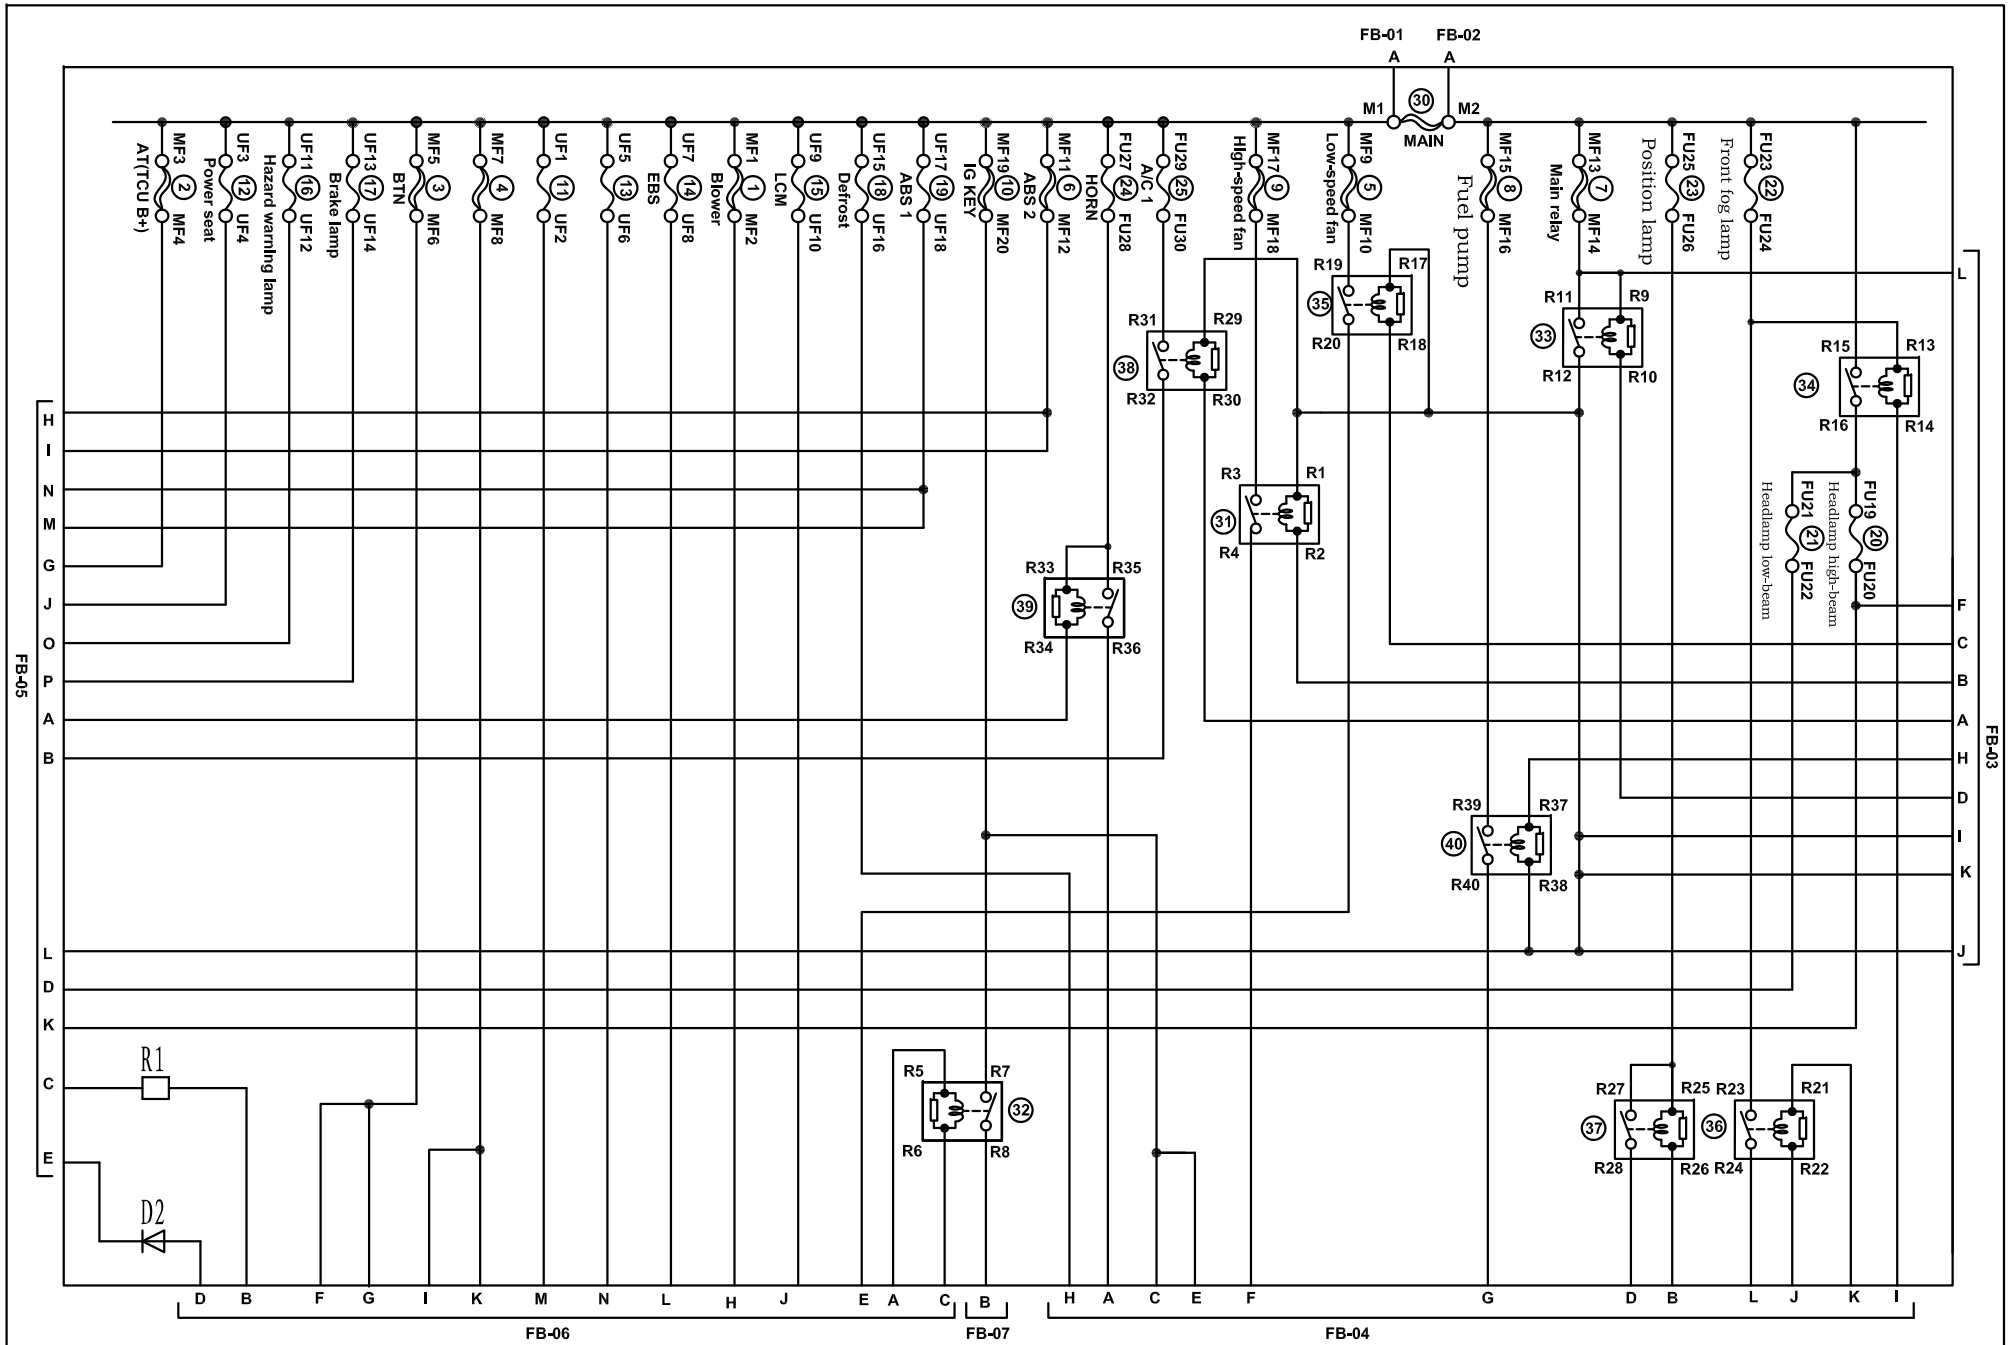 FB-01 FB-02
A A
M1 30 M2
MAIN
MF3 2 MF4
AT(TCU B+)
UF3 12 UF4
Power seat
UF11 16 UF12
Hazard warning lamp
UF13 17 UF14
Brake lamp
MF5 3 MF6
BTN
MF7 4 MF8
UF1 11 UF2
UF5 13 UF6
UF7 14 UF8
EBS
MF1 1 MF2
Blower
UF9 15 UF10
LCM
UF15 18 UF16
Defrost
UF17 19 UF18
ABS 1
MF19 10 MF20
IG KEY
MF11 6 MF12
ABS 2
FU27 24 FU28
HORN
FU29 25 FU30
A/C 1
MF17 9 MF18
High-speed fan
MF9 5 MF10
Low-speed fan
MF15 8 MF16
Fuel pump
MF13 7 MF14
Main relay
FU25 23 FU26
Position lamp
FU23 22 FU24
Front fog lamp
R19 R17
35
R20 R18
R11 R9
33
R12 R10
R31 R29
38
R32 R30
R15 R13
34
R16 R14
R3 R1
31
R4 R2
FU21 21 FU22
Headlamp low-beam
FU19 20 FU20
Headlamp high-beam
R33 R35
39
R34 R36
R39 R37
40
R40 R38
R5 R7
32
R6 R8
R27 R25
37
R28 R26
R23 R21
36
R24 R22
FB-05
H
I
N
M
G
J
O
P
A
B
L
D
K
C
E
R1
D2
FB-03
L
F
C
B
A
H
D
I
K
J
D B F G I K M N L H J E A C
FB-06
B
FB-07
H A C E F G D B L J K I
FB-04